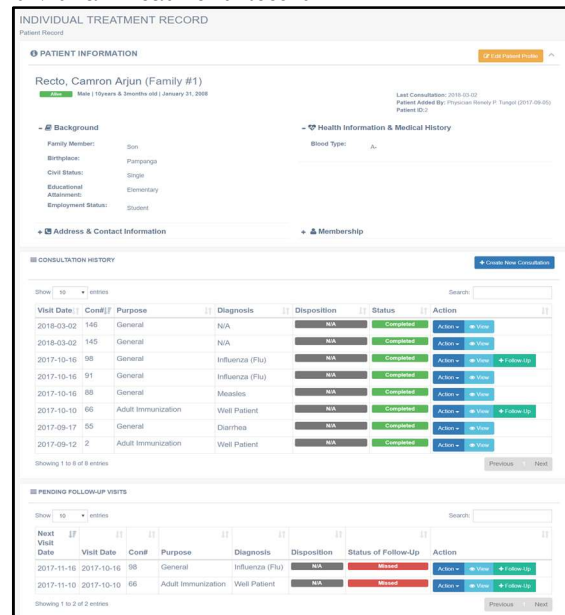 INDIVIDUAL TREATMENT RECORD
Patient Record
PATIENT INFORMATION
Edit Patient Profile
Recto, Camron Arjun (Family #1)
Alive Male | 10years & 3months old | January 31, 2008
Last Consultation: 2018-03-02
Patient Added By: Physician Ronely P. Tungol (2017-09-05)
Patient ID:2
- Background
- Health Information & Medical History
Family Member: Son
Blood Type: A+
Birthplace: Pampanga
Civil Status: Single
Educational Attainment: Elementary
Employment Status: Student
+ Address & Contact Information
+ Membership
CONSULTATION HISTORY
+ Create New Consultation
Show 10 entries Search:
Visit Date Con# Purpose Diagnosis Disposition Status Action
2018-03-02 146 General N/A N/A Completed Action View
2018-03-02 145 General N/A N/A Completed Action View
2017-10-16 98 General Influenza (Flu) N/A Completed Action View + Follow-Up
2017-10-16 91 General Influenza (Flu) N/A Completed Action View
2017-10-16 88 General Measles N/A Completed Action View
2017-10-10 66 Adult Immunization Well Patient N/A Completed Action View + Follow-Up
2017-09-17 55 General Diarrhea N/A Completed Action View
2017-09-12 2 Adult Immunization Well Patient N/A Completed Action View
Showing 1 to 8 of 8 entries Previous 1 Next
PENDING FOLLOW-UP VISITS
Show 10 entries Search:
Next Visit Date Visit Date Con# Purpose Diagnosis Disposition Status of Follow-Up Action
2017-11-16 2017-10-16 98 General Influenza (Flu) N/A Missed Action View + Follow-Up
2017-11-10 2017-10-10 66 Adult Immunization Well Patient N/A Missed Action View + Follow-Up
Showing 1 to 2 of 2 entries Previous 1 Next